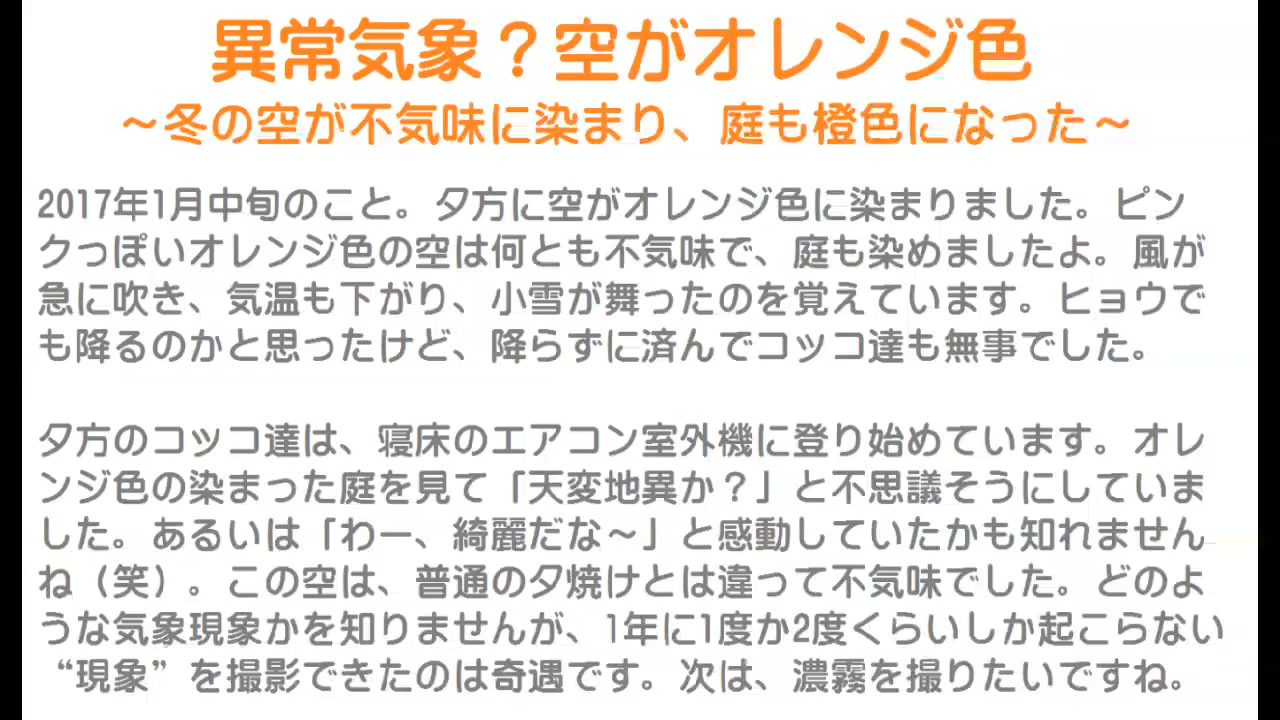 異常気象？空がオレンジ色
～冬の空が不気味に染まり、庭も橙色になった～
2017年1月中旬のこと。夕方に空がオレンジ色に染まりました。ピン
クっぽいオレンジ色の空は何とも不気味で、庭も染めましたよ。風が
急に吹き、気温も下がり、小雪が舞ったのを覚えています。ヒョウで
も降るのかと思ったけど、降らずに済んでコッコ達も無事でした。
夕方のコッコ達は、寝床のエアコン室外機に登り始めています。オレ
ンジ色の染まった庭を見て「天変地異か？」と不思議そうにしていま
した。あるいは「わー、綺麗だな～」と感動していたかも知れません
ね（笑）。この空は、普通の夕焼けとは違って不気味でした。どのよ
うな気象現象かを知りませんが、1年に1度か2度くらいしか起こらない
“現象”を撮影できたのは奇遇です。次は、濃霧を撮りたいですね。